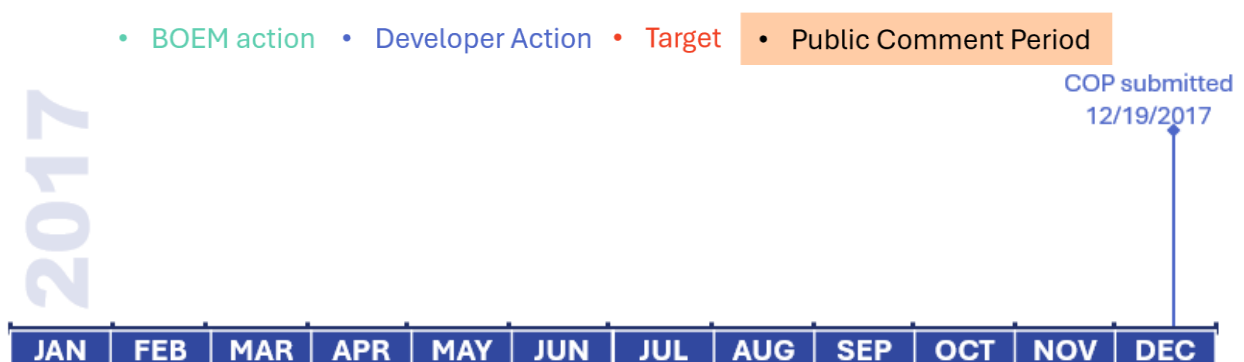 • BOEM action • Developer Action • Target • Public Comment Period
COP submitted
12/19/2017
2017
JAN FEB MAR APR MAY JUN JUL AUG SEP OCT NOV DEC